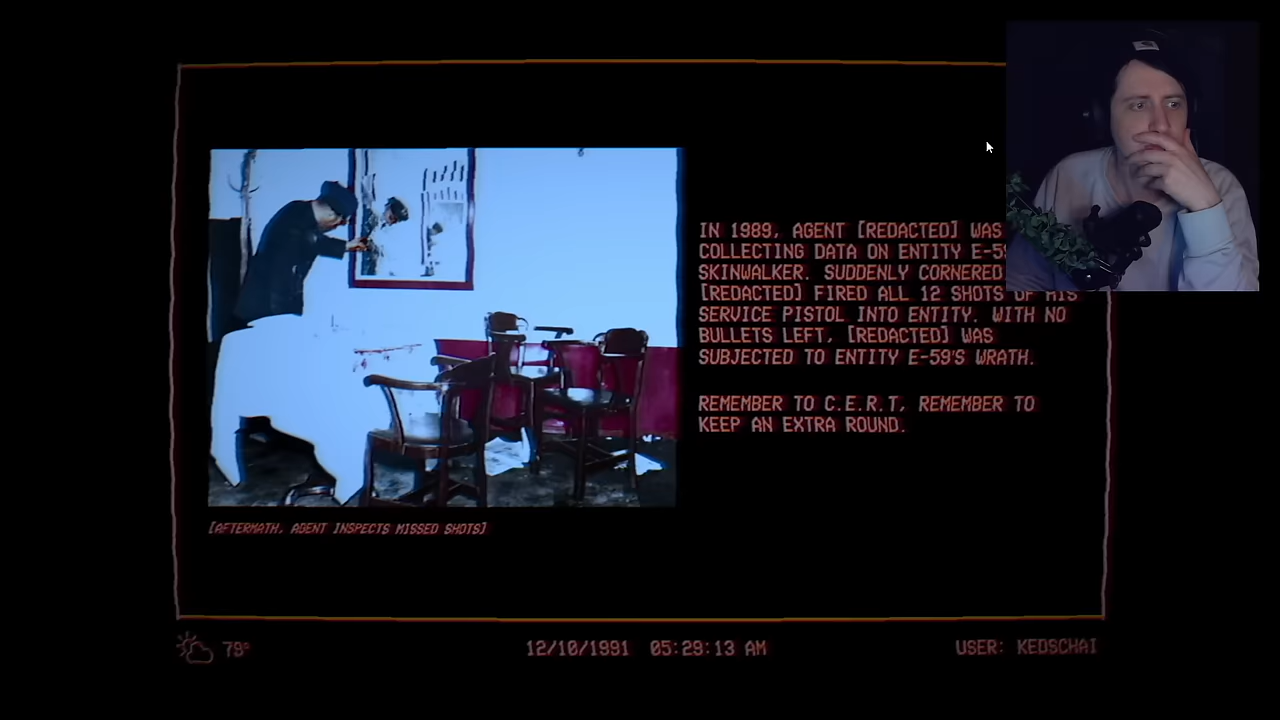 IN 1989, AGENT [REDACTED] WAS
COLLECTING DATA ON ENTITY
SKINWALKER. SUDDENLY CORNERED
[REDACTED] FIRED ALL 12 SHOTS OF HIS
SERVICE PISTOL INTO ENTITY. WITH NO
BULLETS LEFT, [REDACTED] WAS
SUBJECTED TO ENTITY E-59'S WRATH.
REMEMBER TO C.E.R.T, REMEMBER TO
KEEP AN EXTRA ROUND.
[AFTERMATH, AGENT INSPECTS MISSED SHOTS]
79°
12/10/1991 05:29:13 AM
USER: KEDSCHAI